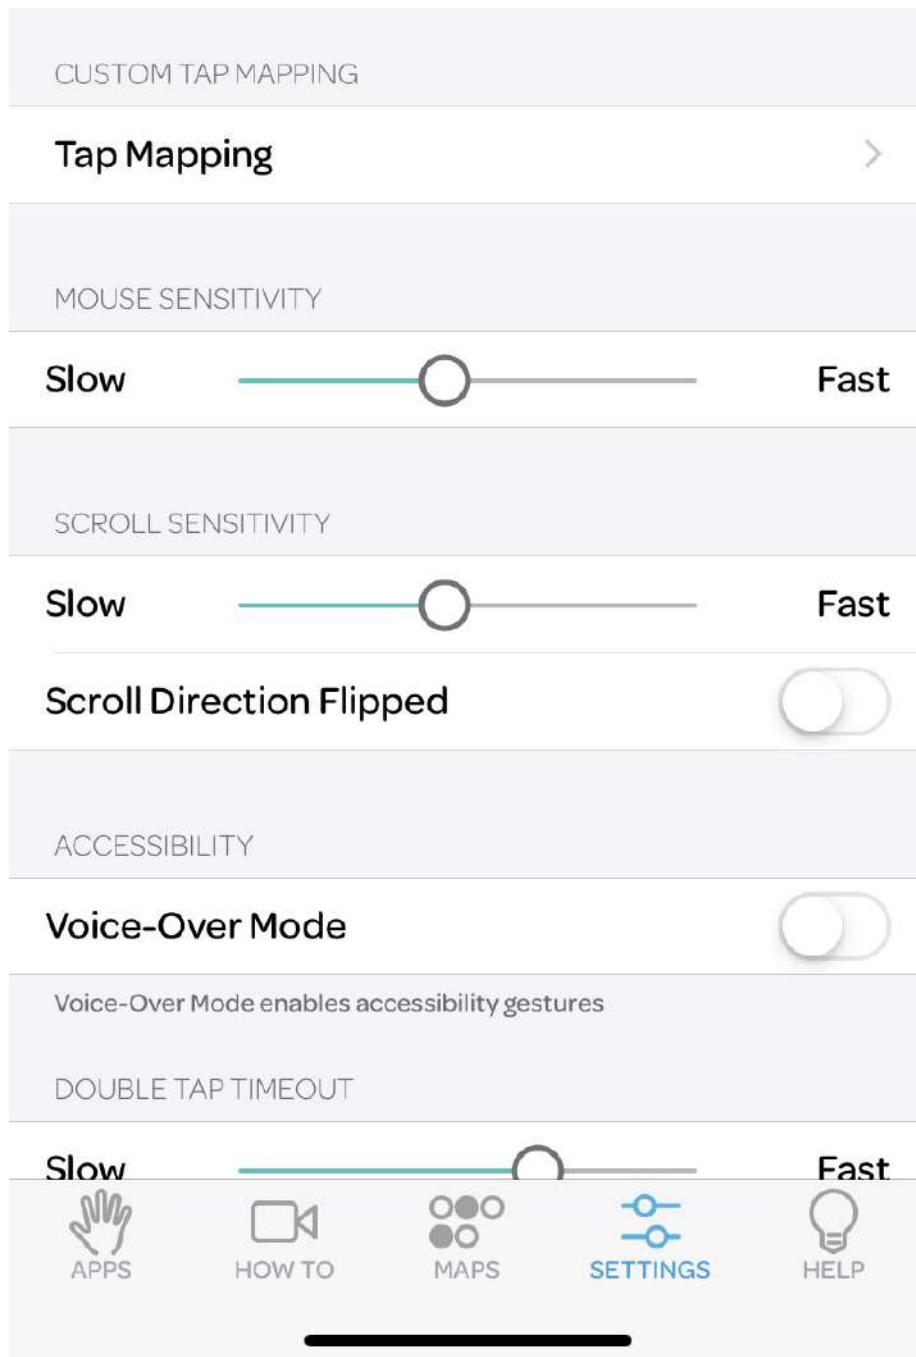 CUSTOM TAP MAPPING
Tap Mapping
MOUSE SENSITIVITY
Slow Fast
SCROLL SENSITIVITY
Slow Fast
Scroll Direction Flipped
ACCESSIBILITY
Voice-Over Mode
Voice-Over Mode enables accessibility gestures
DOUBLE TAP TIMEOUT
Slow Fast
APPS HOW TO MAPS SETTINGS HELP